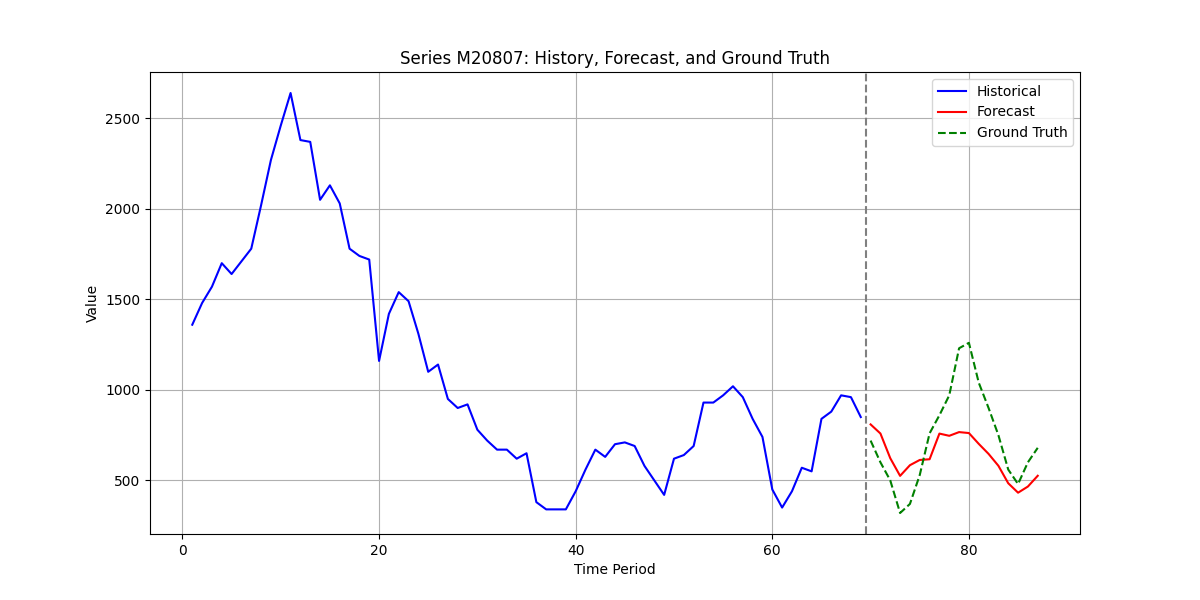 Series M20807: History, Forecast, and Ground Truth
Historical
Forecast
Ground Truth
2500
2000
1500
1000
500
Value
0 20 40 60 80
Time Period